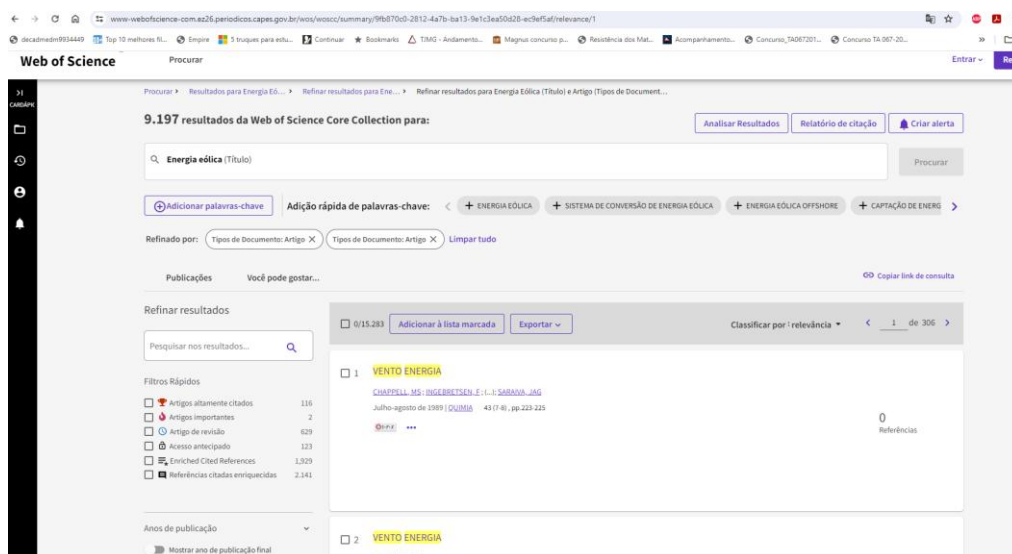 www-webofscience-com.ez26.periodicos.capes.gov.br/wos/woscc/summary/9fb870c0-2812-4a7b-ba13-9e1c3ea50d28-ec9ef5af/relevance/1
decadmedin9934449 Top 10 melhores fil... Empire 5 truques para estu... Continuar Bookmarks TIMG - Andamento... Magnus concurso p... Resistência dos Mat... Acompanhamento... Concurso_TA067201... Concurso TA 067-20... »
Web of Science Procurar Entrar Re
CARDÁPI
Procurar > Resultados para Energia Eó... > Refinar resultados para Ene... > Refinar resultados para Energia Eólica (Título) e Artigo (Tipos de Document...
9.197 resultados da Web of Science Core Collection para:
Analisar Resultados Relatório de citação Criar alerta
Energia eólica (Título) Procurar
Adicionar palavras-chave Adição rápida de palavras-chave: < + ENERGIA EÓLICA + SISTEMA DE CONVERSÃO DE ENERGIA EÓLICA + ENERGIA EÓLICA OFFSHORE + CAPTAÇÃO DE ENERG >
Refinado por: Tipos de Documento: Artigo X Tipos de Documento: Artigo X Limpar tudo
Publicações Você pode gostar... Copiar link de consulta
Refinar resultados
0/15.283 Adicionar à lista marcada Exportar Classificar por : relevância < 1 de 306 >
Pesquisar nos resultados...
Filtros Rápidos
Artigos altamente citados 116
Artigos importantes 2
Artigo de revisão 629
Acesso antecipado 123
Enriched Cited References 1,929
Referências citadas enriquecidas 2.141
Anos de publicação
Mostrar ano de publicação final
1 VENTO ENERGIA
CHAPPELL, MS ; INGEBRETSEN, F ; (...); SARAIVA, JAG
Julho-agosto de 1989 | QUIMIA 43 (7-8) , pp.223-225
0
Referências
2 VENTO ENERGIA